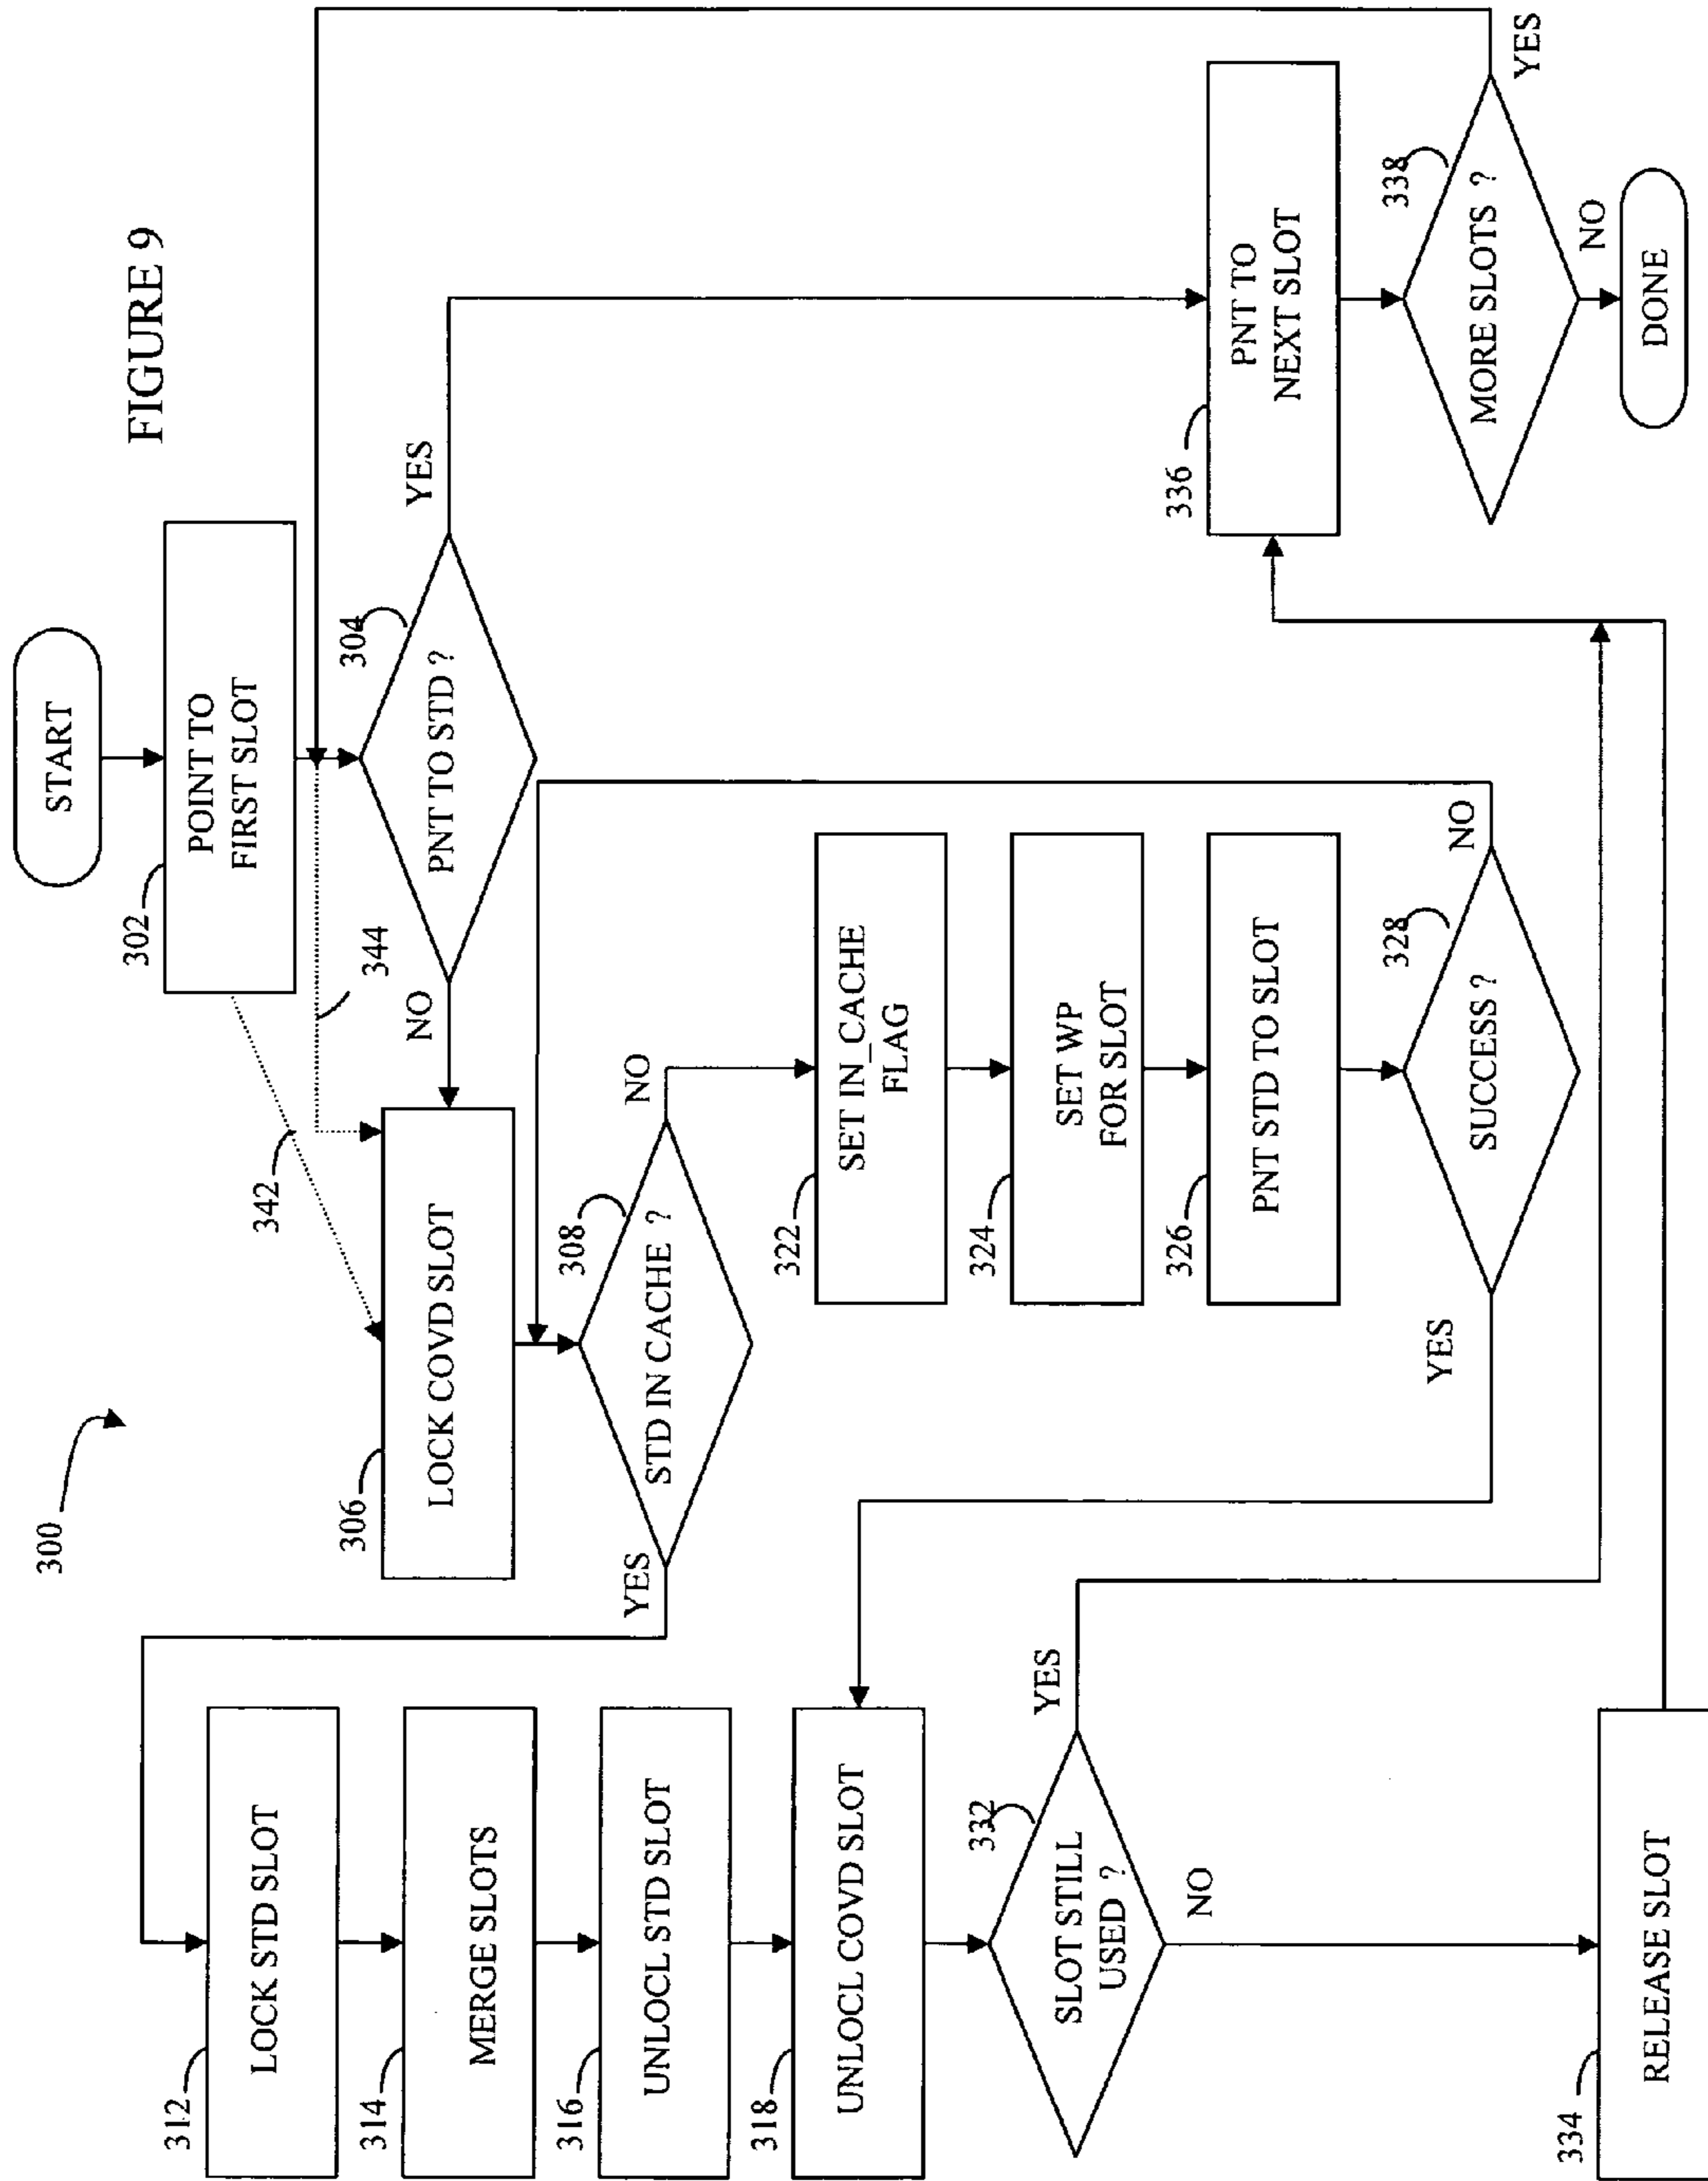 FIGURE 9
300
START
302
POINT TO
FIRST SLOT
342
344
304
PNT TO STD ?
NO
YES
306
LOCK COVD SLOT
308
STD IN CACHE ?
YES
NO
312
LOCK STD SLOT
314
MERGE SLOTS
316
UNLOCL STD SLOT
318
UNLOCL COVD SLOT
322
SET IN_CACHE
FLAG
324
SET WP
FOR SLOT
326
PNT STD TO SLOT
328
SUCCESS ?
YES
NO
332
SLOT STILL
USED ?
YES
NO
334
RELEASE SLOT
336
PNT TO
NEXT SLOT
338
MORE SLOTS ?
YES
NO
DONE